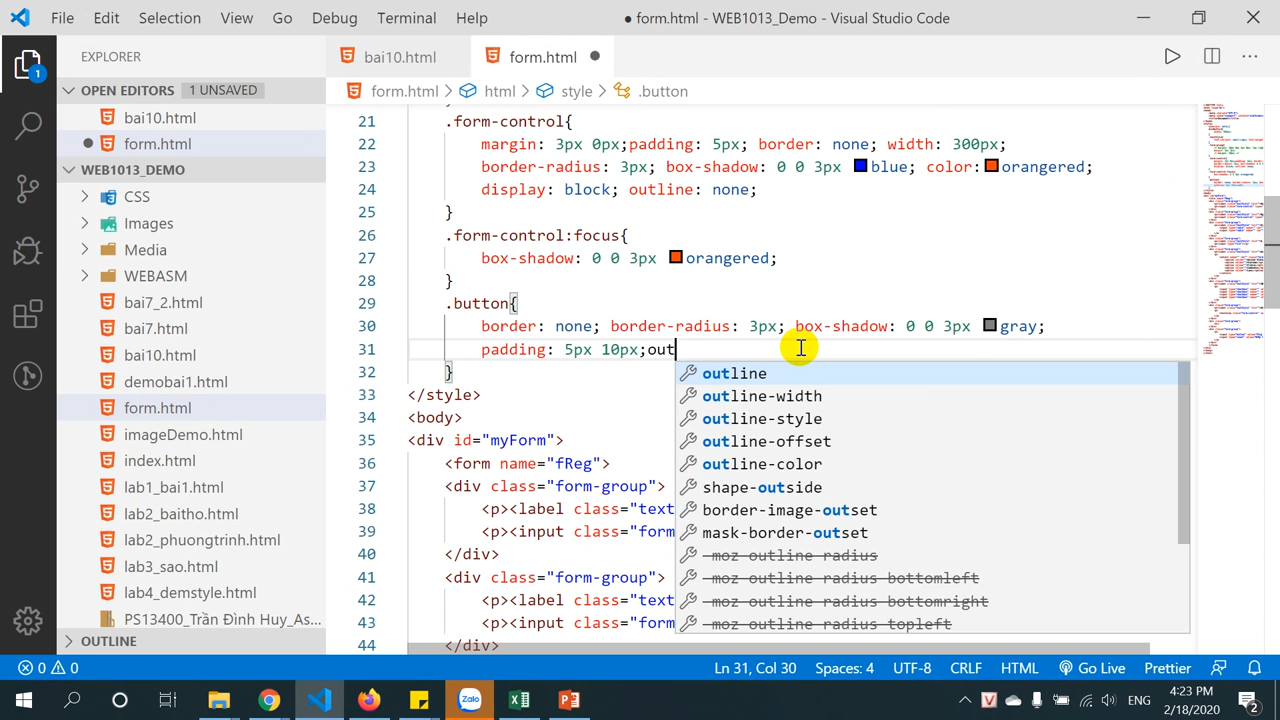 File Edit Selection View Go Debug Terminal Help
● form.html - WEB1013_Demo - Visual Studio Code
EXPLORER
OPEN EDITORS 1 UNSAVED
bai10.html
form.html
WEB1013_DEMO
CSS
Images
Media
WEBASM
bai7_2.html
bai7.html
bai10.html
demobai1.html
form.html
imageDemo.html
index.html
lab1_bai1.html
lab2_baitho.html
lab2_phuongtrinh.html
lab3_sao.html
lab4_demstyle.html
PS13400_Trần Đình Huy_As...
OUTLINE
bai10.html form.html
form.html > html > style > .button
21 .form-control{
22 margin: 3px 0px;padding: 5px; border: none; width: 300px;
23 border-radius: 3px; box-shadow: 0 0 3px blue; color: orangered;
24 display: block; outline: none;
25 }
26 .form-control:focus{
27 box-shadow: 0 0 3px orangered;
28 }
29 .button{
30 border: none; border-radius: 3px; box-shadow: 0 0 3px gray;
31 padding: 5px 10px;out
32 }
33 </style>
34 <body>
35 <div id="myForm">
36 <form name="fReg">
37 <div class="form-group">
38 <p><label class="text
39 <p><input class="form
40 </div>
41 <div class="form-group">
42 <p><label class="text
43 <p><input class="form
44 </div>
outline
outline-width
outline-style
outline-offset
outline-color
shape-outside
border-image-outset
mask-border-outset
-moz-outline-radius
-moz-outline-radius-bottomleft
-moz-outline-radius-bottomright
-moz-outline-radius-topleft
0 0 Ln 31, Col 30 Spaces: 4 UTF-8 CRLF HTML Go Live Prettier
Zalo
ENG
2/18/2020
2
1